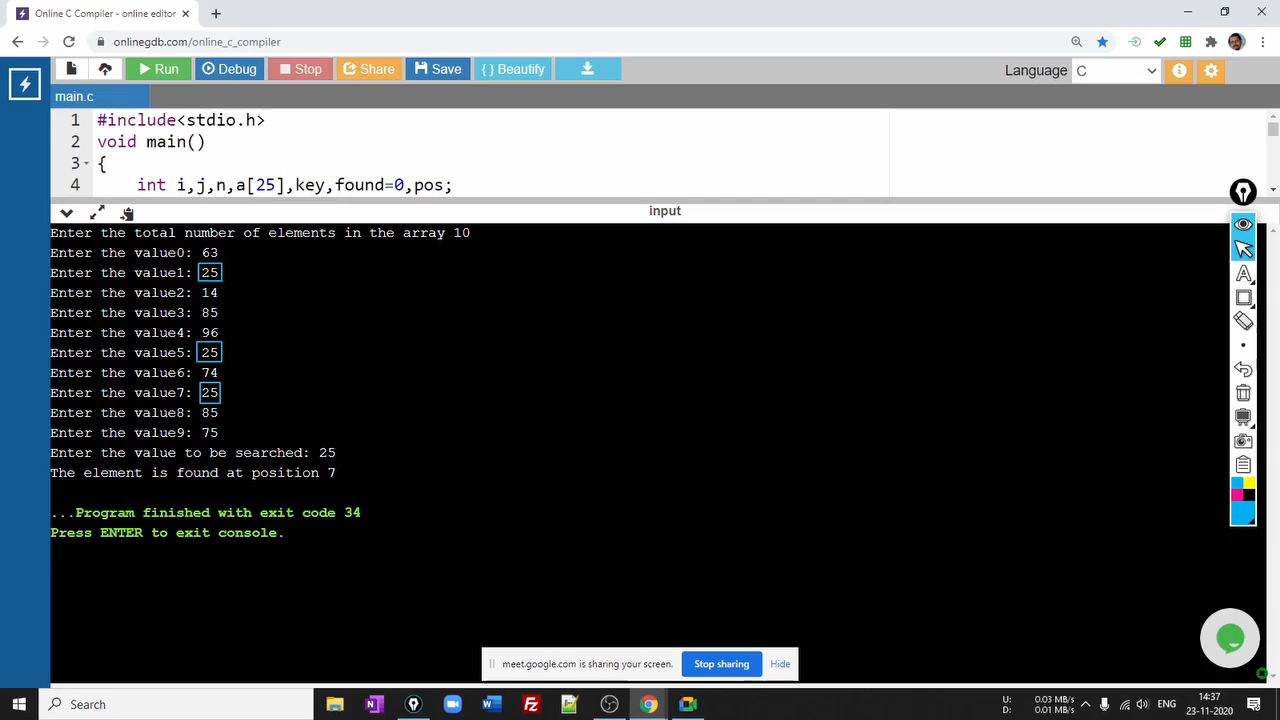 Online C Compiler - online editor
onlinegdb.com/online_c_compiler
Run Debug Stop Share Save { } Beautify Language C
main.c
1 #include<stdio.h>
2 void main()
3 {
4 int i,j,n,a[25],key,found=0,pos;
input
Enter the total number of elements in the array 10
Enter the value0: 63
Enter the value1: 25
Enter the value2: 14
Enter the value3: 85
Enter the value4: 96
Enter the value5: 25
Enter the value6: 74
Enter the value7: 25
Enter the value8: 85
Enter the value9: 75
Enter the value to be searched: 25
The element is found at position 7
...Program finished with exit code 34
Press ENTER to exit console.
meet.google.com is sharing your screen. Stop sharing Hide
Search
U: 0.03 MB/s
D: 0.01 MB/s
ENG
14:37
23-11-2020